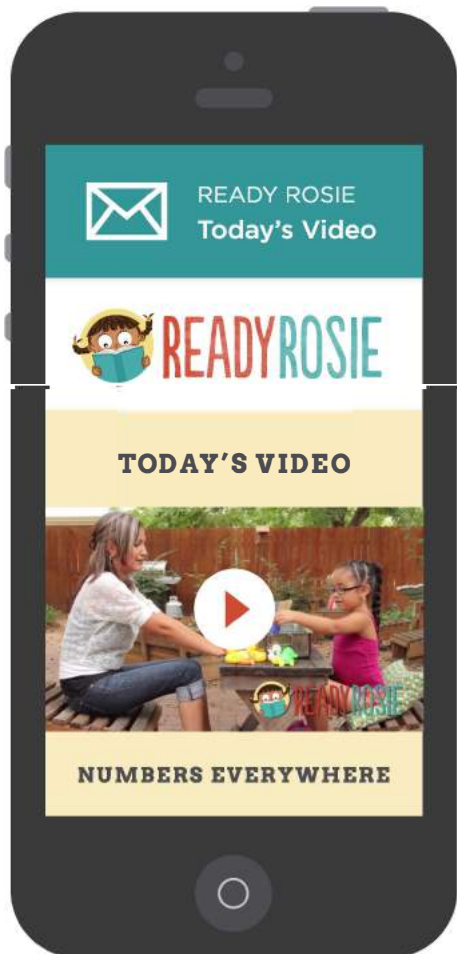 READY ROSIE
Today's Video
READYROSIE
TODAY'S VIDEO
READYROSIE
NUMBERS EVERYWHERE